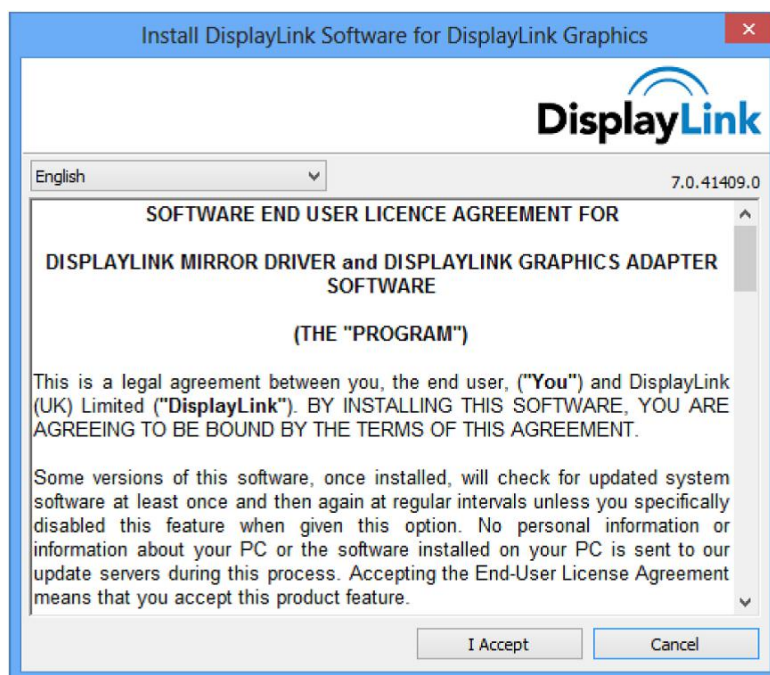 Install DisplayLink Software for DisplayLink Graphics
DisplayLink
English
7.0.41409.0
SOFTWARE END USER LICENCE AGREEMENT FOR
DISPLAYLINK MIRROR DRIVER and DISPLAYLINK GRAPHICS ADAPTER
SOFTWARE
(THE "PROGRAM")
This is a legal agreement between you, the end user, ("You") and DisplayLink
(UK) Limited ("DisplayLink"). BY INSTALLING THIS SOFTWARE, YOU ARE
AGREEING TO BE BOUND BY THE TERMS OF THIS AGREEMENT.
Some versions of this software, once installed, will check for updated system
software at least once and then again at regular intervals unless you specifically
disabled this feature when given this option. No personal information or
information about your PC or the software installed on your PC is sent to our
update servers during this process. Accepting the End-User License Agreement
means that you accept this product feature.
I Accept
Cancel